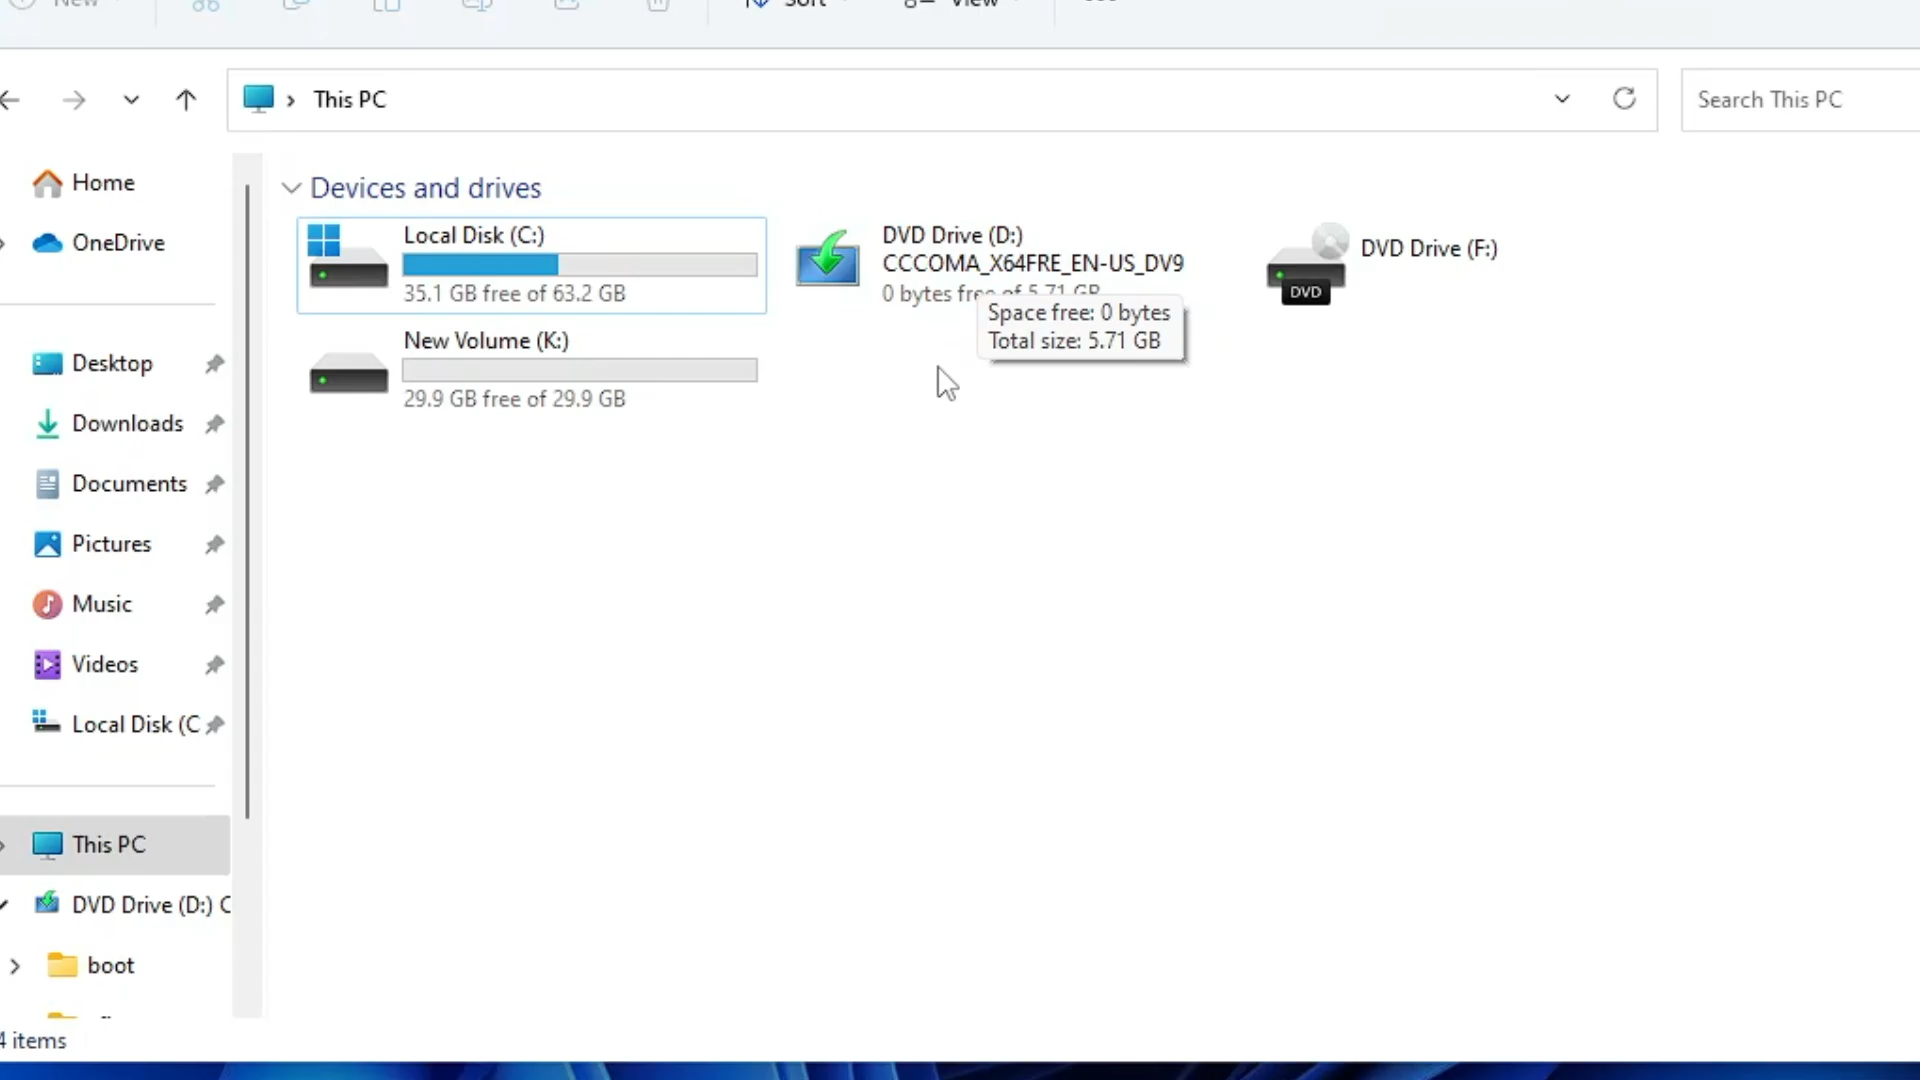 New
Sort
View
This PC
Search This PC
Home
OneDrive
Desktop
Downloads
Documents
Pictures
Music
Videos
Local Disk (C
This PC
DVD Drive (D:) C
boot
Devices and drives
Local Disk (C:)
35.1 GB free of 63.2 GB
DVD Drive (D:)
CCCOMA_X64FRE_EN-US_DV9
0 bytes free of 5.71 GB
Space free: 0 bytes
Total size: 5.71 GB
DVD Drive (F:)
DVD
New Volume (K:)
29.9 GB free of 29.9 GB
4 items